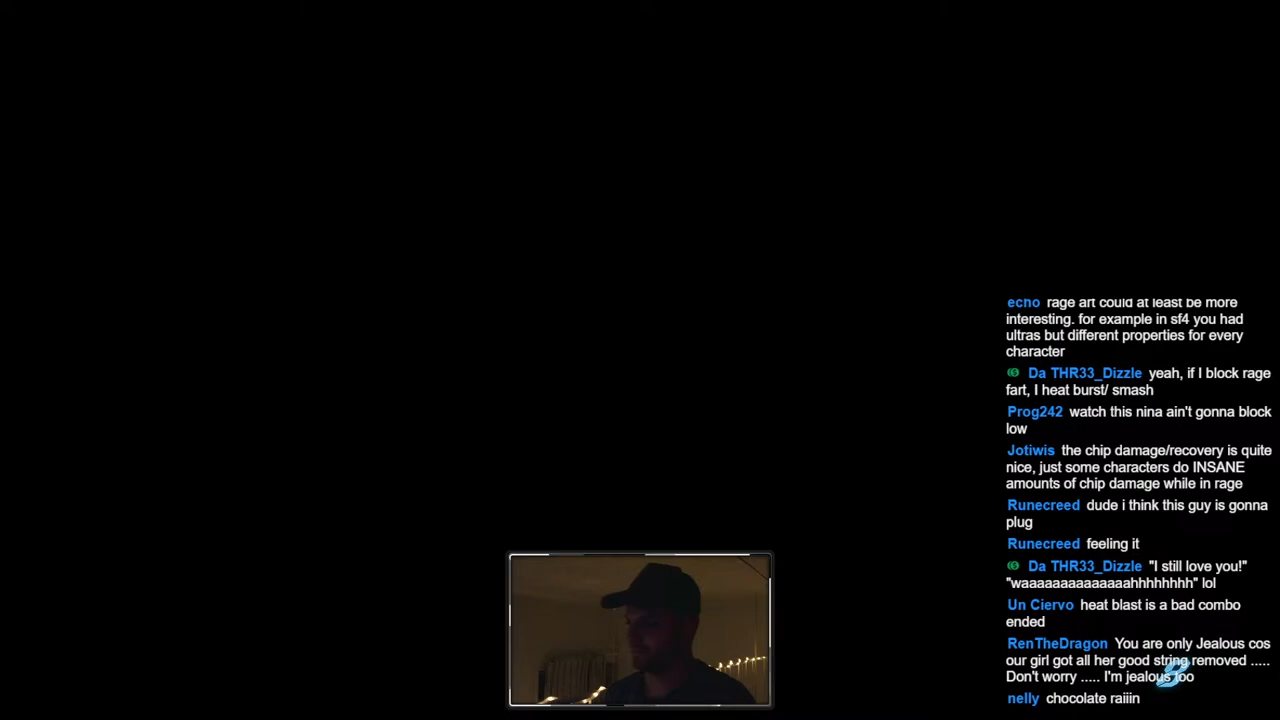 echo rage art could at least be more
interesting. for example in sf4 you had
ultras but different properties for every
character
Da THR33_Dizzle yeah, if I block rage
fart, I heat burst/ smash
Prog242 watch this nina ain't gonna block
low
Jotiwis the chip damage/recovery is quite
nice, just some characters do INSANE
amounts of chip damage while in rage
Runecreed dude i think this guy is gonna
plug
Runecreed feeling it
Da THR33_Dizzle "I still love you!"
"waaaaaaaaaaaaaahhhhhhhh" lol
Un Ciervo heat blast is a bad combo
ended
RenTheDragon You are only Jealous cos
our girl got all her good string removed .....
Don't worry ..... I'm jealous too
nelly chocolate raiiin